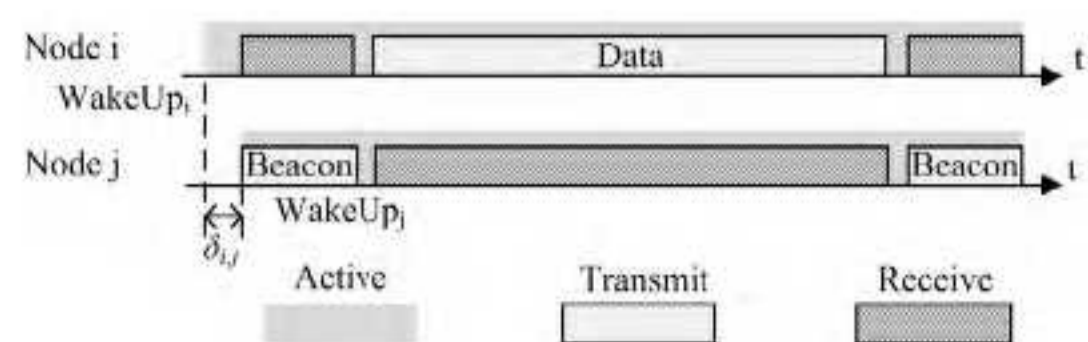 Node i
Data
t
WakeUpᵢ
Node j
Beacon
Beacon
t
WakeUpⱼ
δᵢ,ⱼ
Active
Transmit
Receive